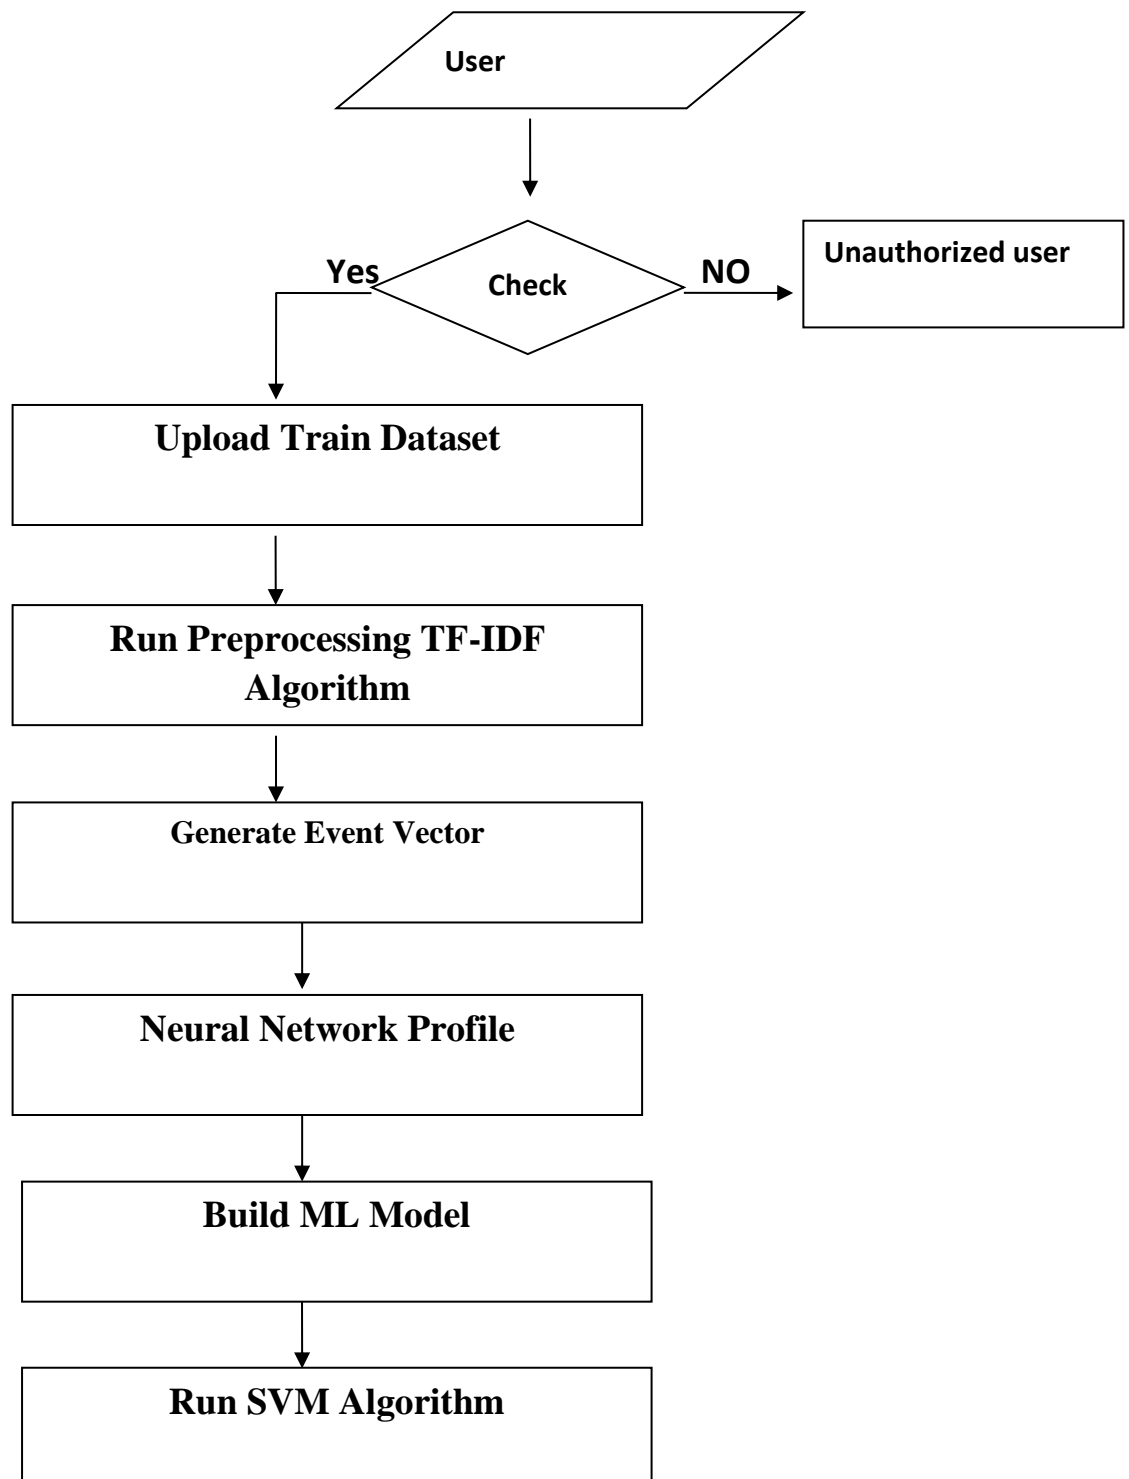 User
Yes
Check
NO
Unauthorized user
Upload Train Dataset
Run Preprocessing TF-IDF
Algorithm
Generate Event Vector
Neural Network Profile
Build ML Model
Run SVM Algorithm